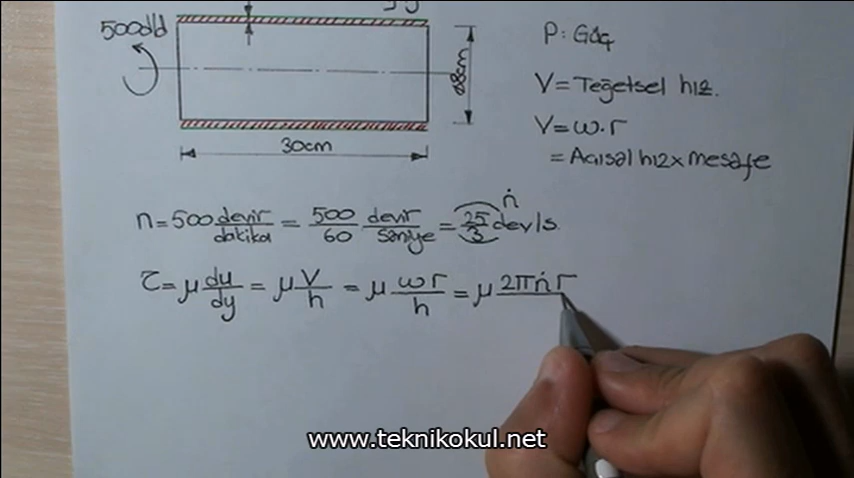 500d/d
P: Güç
V= Teğetsel hız.
V= ω.r
= Açısal hız x mesafe
30cm
n = 500 devir/dakika = 500/60 devir/saniye = 25/3 dev/s. ṅ
τ = μ du/dy = μ V/h = μ ωr/h = μ 2πṅr
www.teknikokul.net